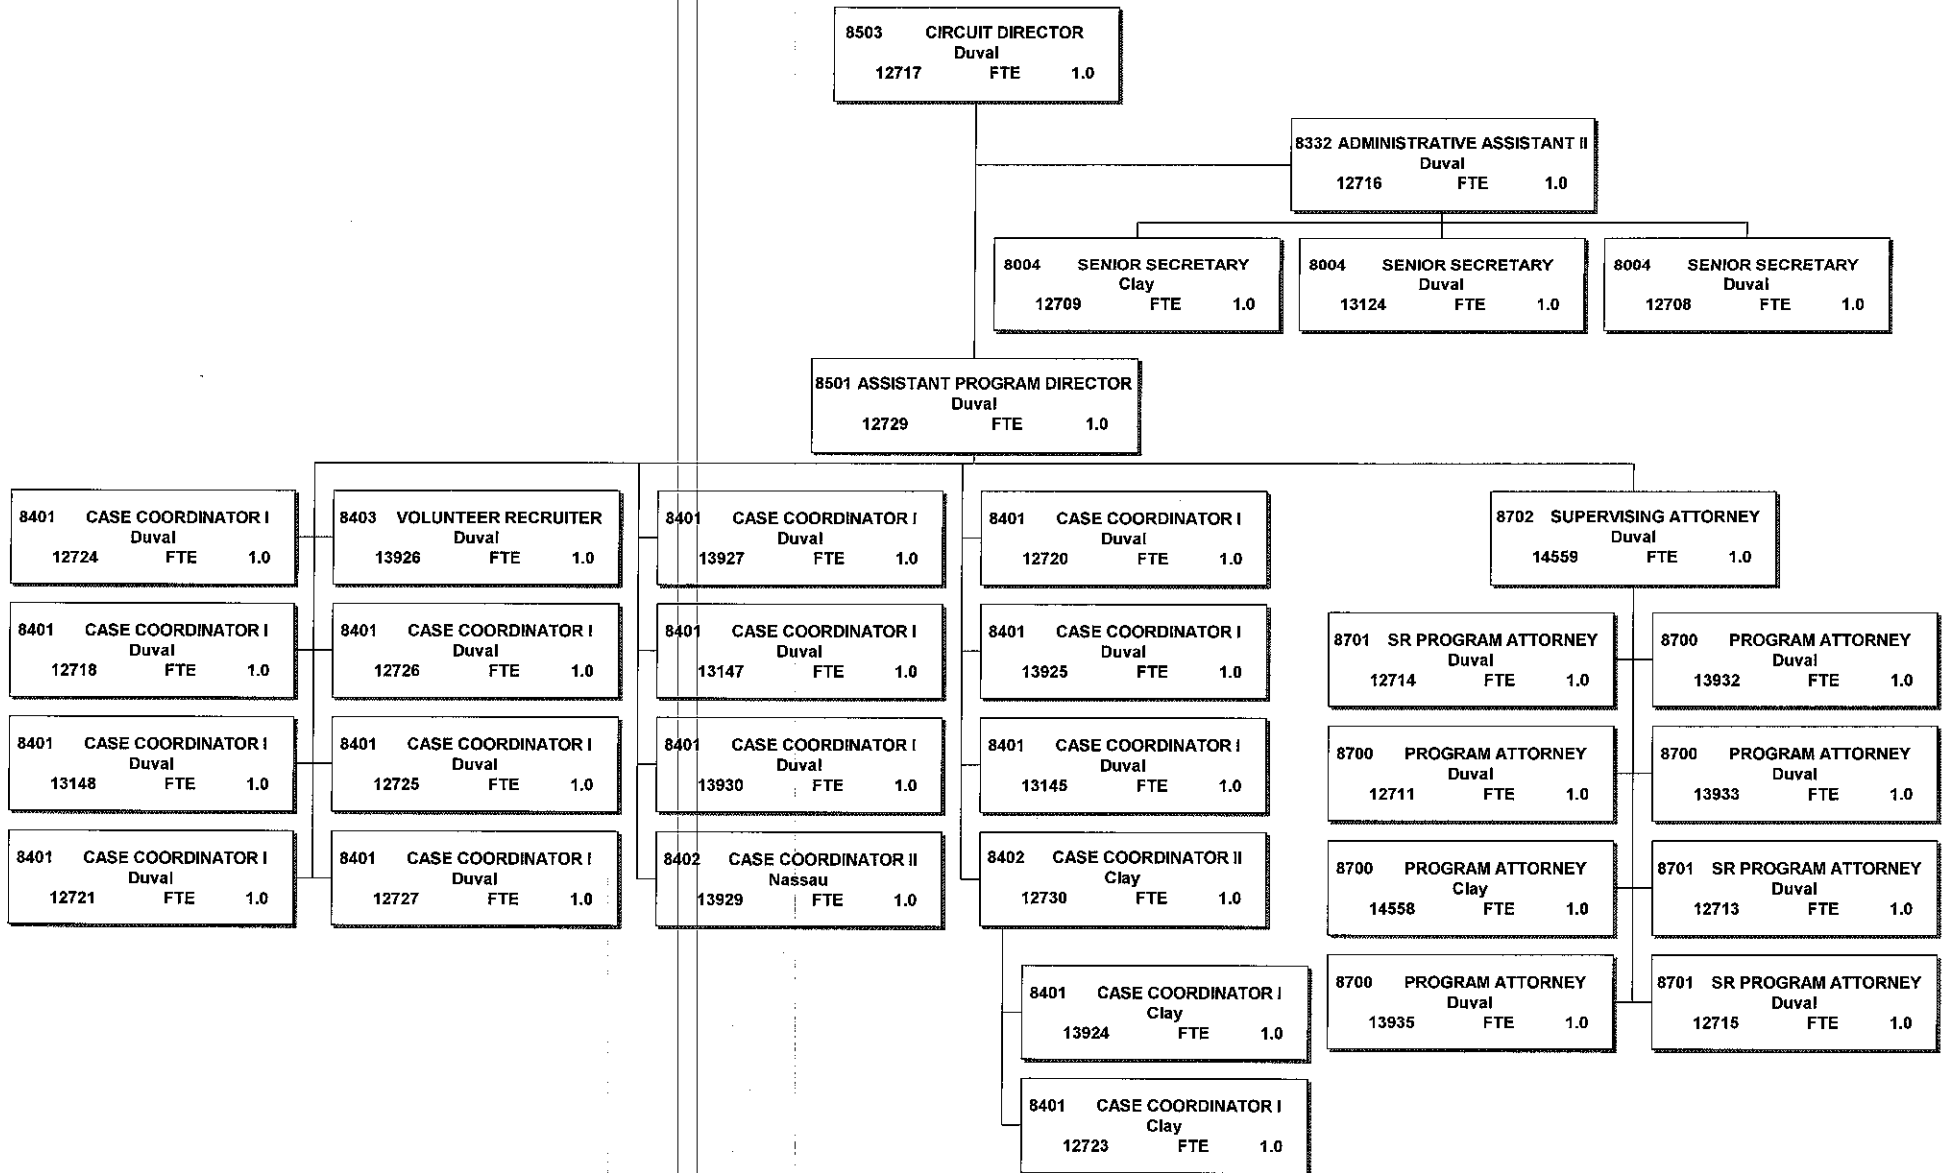 8503 CIRCUIT DIRECTOR
Duval
12717 FTE 1.0
8332 ADMINISTRATIVE ASSISTANT II
Duval
12716 FTE 1.0
8004 SENIOR SECRETARY
Clay
12709 FTE 1.0
8004 SENIOR SECRETARY
Duval
13124 FTE 1.0
8004 SENIOR SECRETARY
Duval
12708 FTE 1.0
8501 ASSISTANT PROGRAM DIRECTOR
Duval
12729 FTE 1.0
8401 CASE COORDINATOR I
Duval
12724 FTE 1.0
8403 VOLUNTEER RECRUITER
Duval
13926 FTE 1.0
8401 CASE COORDINATOR I
Duval
13927 FTE 1.0
8401 CASE COORDINATOR I
Duval
12720 FTE 1.0
8702 SUPERVISING ATTORNEY
Duval
14559 FTE 1.0
8401 CASE COORDINATOR I
Duval
12718 FTE 1.0
8401 CASE COORDINATOR I
Duval
12726 FTE 1.0
8401 CASE COORDINATOR I
Duval
13147 FTE 1.0
8401 CASE COORDINATOR I
Duval
13925 FTE 1.0
8701 SR PROGRAM ATTORNEY
Duval
12714 FTE 1.0
8700 PROGRAM ATTORNEY
Duval
13932 FTE 1.0
8401 CASE COORDINATOR I
Duval
13148 FTE 1.0
8401 CASE COORDINATOR I
Duval
12725 FTE 1.0
8401 CASE COORDINATOR I
Duval
13930 FTE 1.0
8401 CASE COORDINATOR I
Duval
13145 FTE 1.0
8700 PROGRAM ATTORNEY
Duval
12711 FTE 1.0
8700 PROGRAM ATTORNEY
Duval
13933 FTE 1.0
8401 CASE COORDINATOR I
Duval
12721 FTE 1.0
8401 CASE COORDINATOR I
Duval
12727 FTE 1.0
8402 CASE COORDINATOR II
Nassau
13929 FTE 1.0
8402 CASE COORDINATOR II
Clay
12730 FTE 1.0
8700 PROGRAM ATTORNEY
Clay
14558 FTE 1.0
8701 SR PROGRAM ATTORNEY
Duval
12713 FTE 1.0
8401 CASE COORDINATOR I
Clay
13924 FTE 1.0
8700 PROGRAM ATTORNEY
Duval
13935 FTE 1.0
8701 SR PROGRAM ATTORNEY
Duval
12715 FTE 1.0
8401 CASE COORDINATOR I
Clay
12723 FTE 1.0